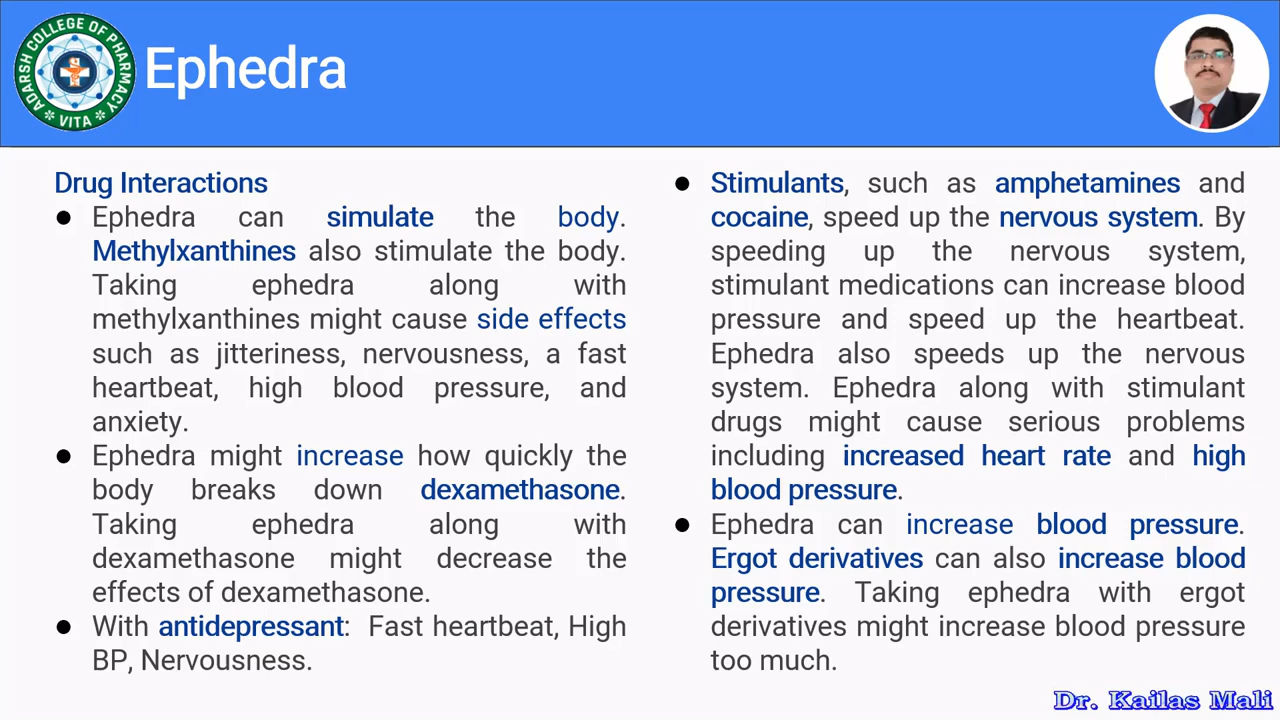 ADARSH COLLEGE OF PHARMACY
VITA
Ephedra
Drug Interactions
● Ephedra can simulate the body.
Methylxanthines also stimulate the body.
Taking ephedra along with
methylxanthines might cause side effects
such as jitteriness, nervousness, a fast
heartbeat, high blood pressure, and
anxiety.
● Ephedra might increase how quickly the
body breaks down dexamethasone.
Taking ephedra along with
dexamethasone might decrease the
effects of dexamethasone.
● With antidepressant: Fast heartbeat, High
BP, Nervousness.
● Stimulants, such as amphetamines and
cocaine, speed up the nervous system. By
speeding up the nervous system,
stimulant medications can increase blood
pressure and speed up the heartbeat.
Ephedra also speeds up the nervous
system. Ephedra along with stimulant
drugs might cause serious problems
including increased heart rate and high
blood pressure.
● Ephedra can increase blood pressure.
Ergot derivatives can also increase blood
pressure. Taking ephedra with ergot
derivatives might increase blood pressure
too much.
Dr. Kailas Mali